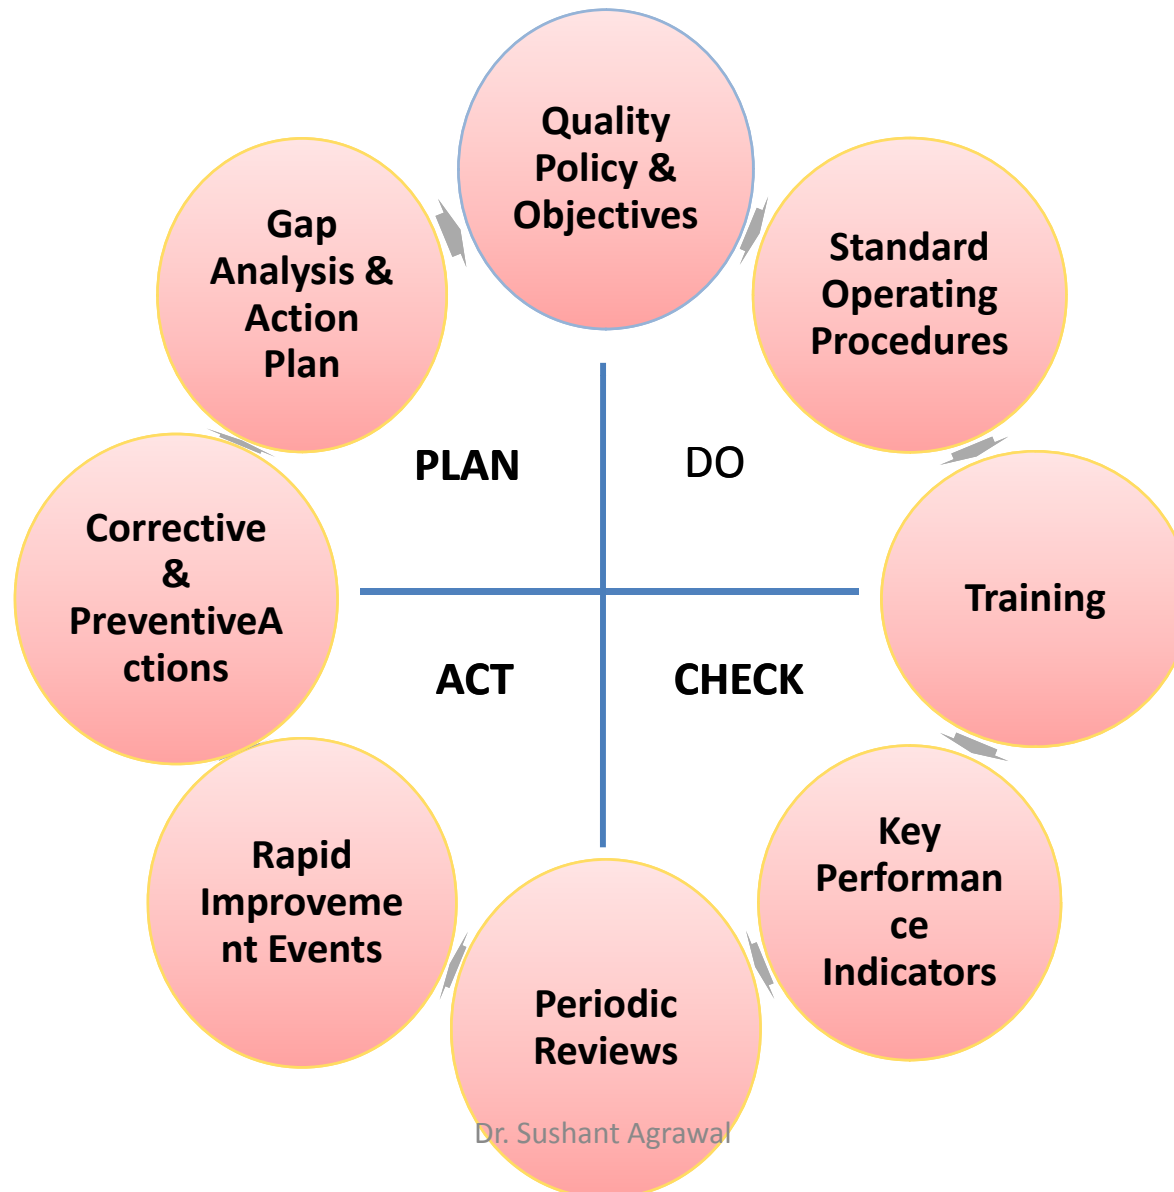 Quality
Policy &
Objectives
Standard
Operating
Procedures
Training
Key
Performan
ce
Indicators
Periodic
Reviews
Rapid
Improveme
nt Events
Corrective
&
PreventiveA
ctions
Gap
Analysis &
Action
Plan
PLAN
DO
ACT
CHECK
Dr. Sushant Agrawal